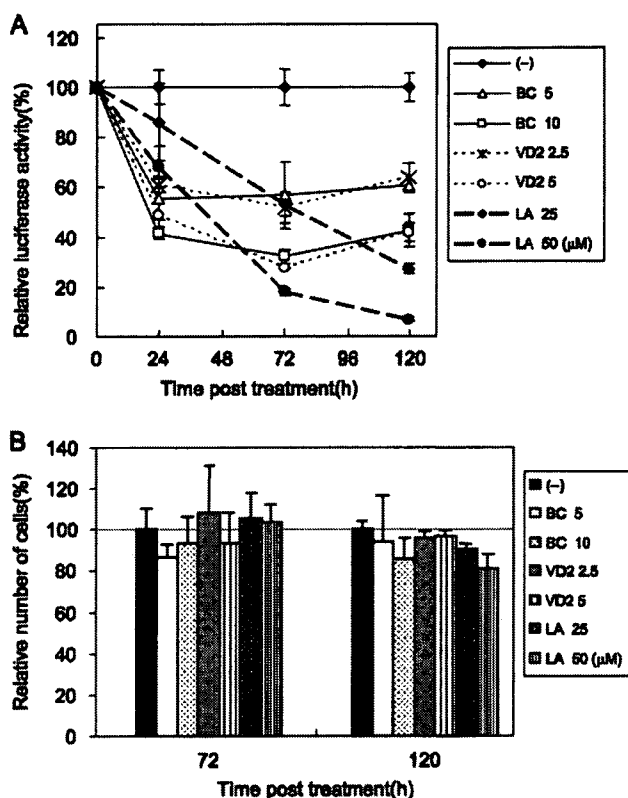 A
Relative luciferase activity(%)
120
100
80
60
40
20
0
0 24 48 72 96 120
Time post treatment(h)
(–)
BC 5
BC 10
VD2 2.5
VD2 5
LA 25
LA 50 (μM)
B
Relative number of cells(%)
140
120
100
80
60
40
20
0
72 120
Time post treatment(h)
(–)
BC 5
BC 10
VD2 2.5
VD2 5
LA 25
LA 50 (μM)